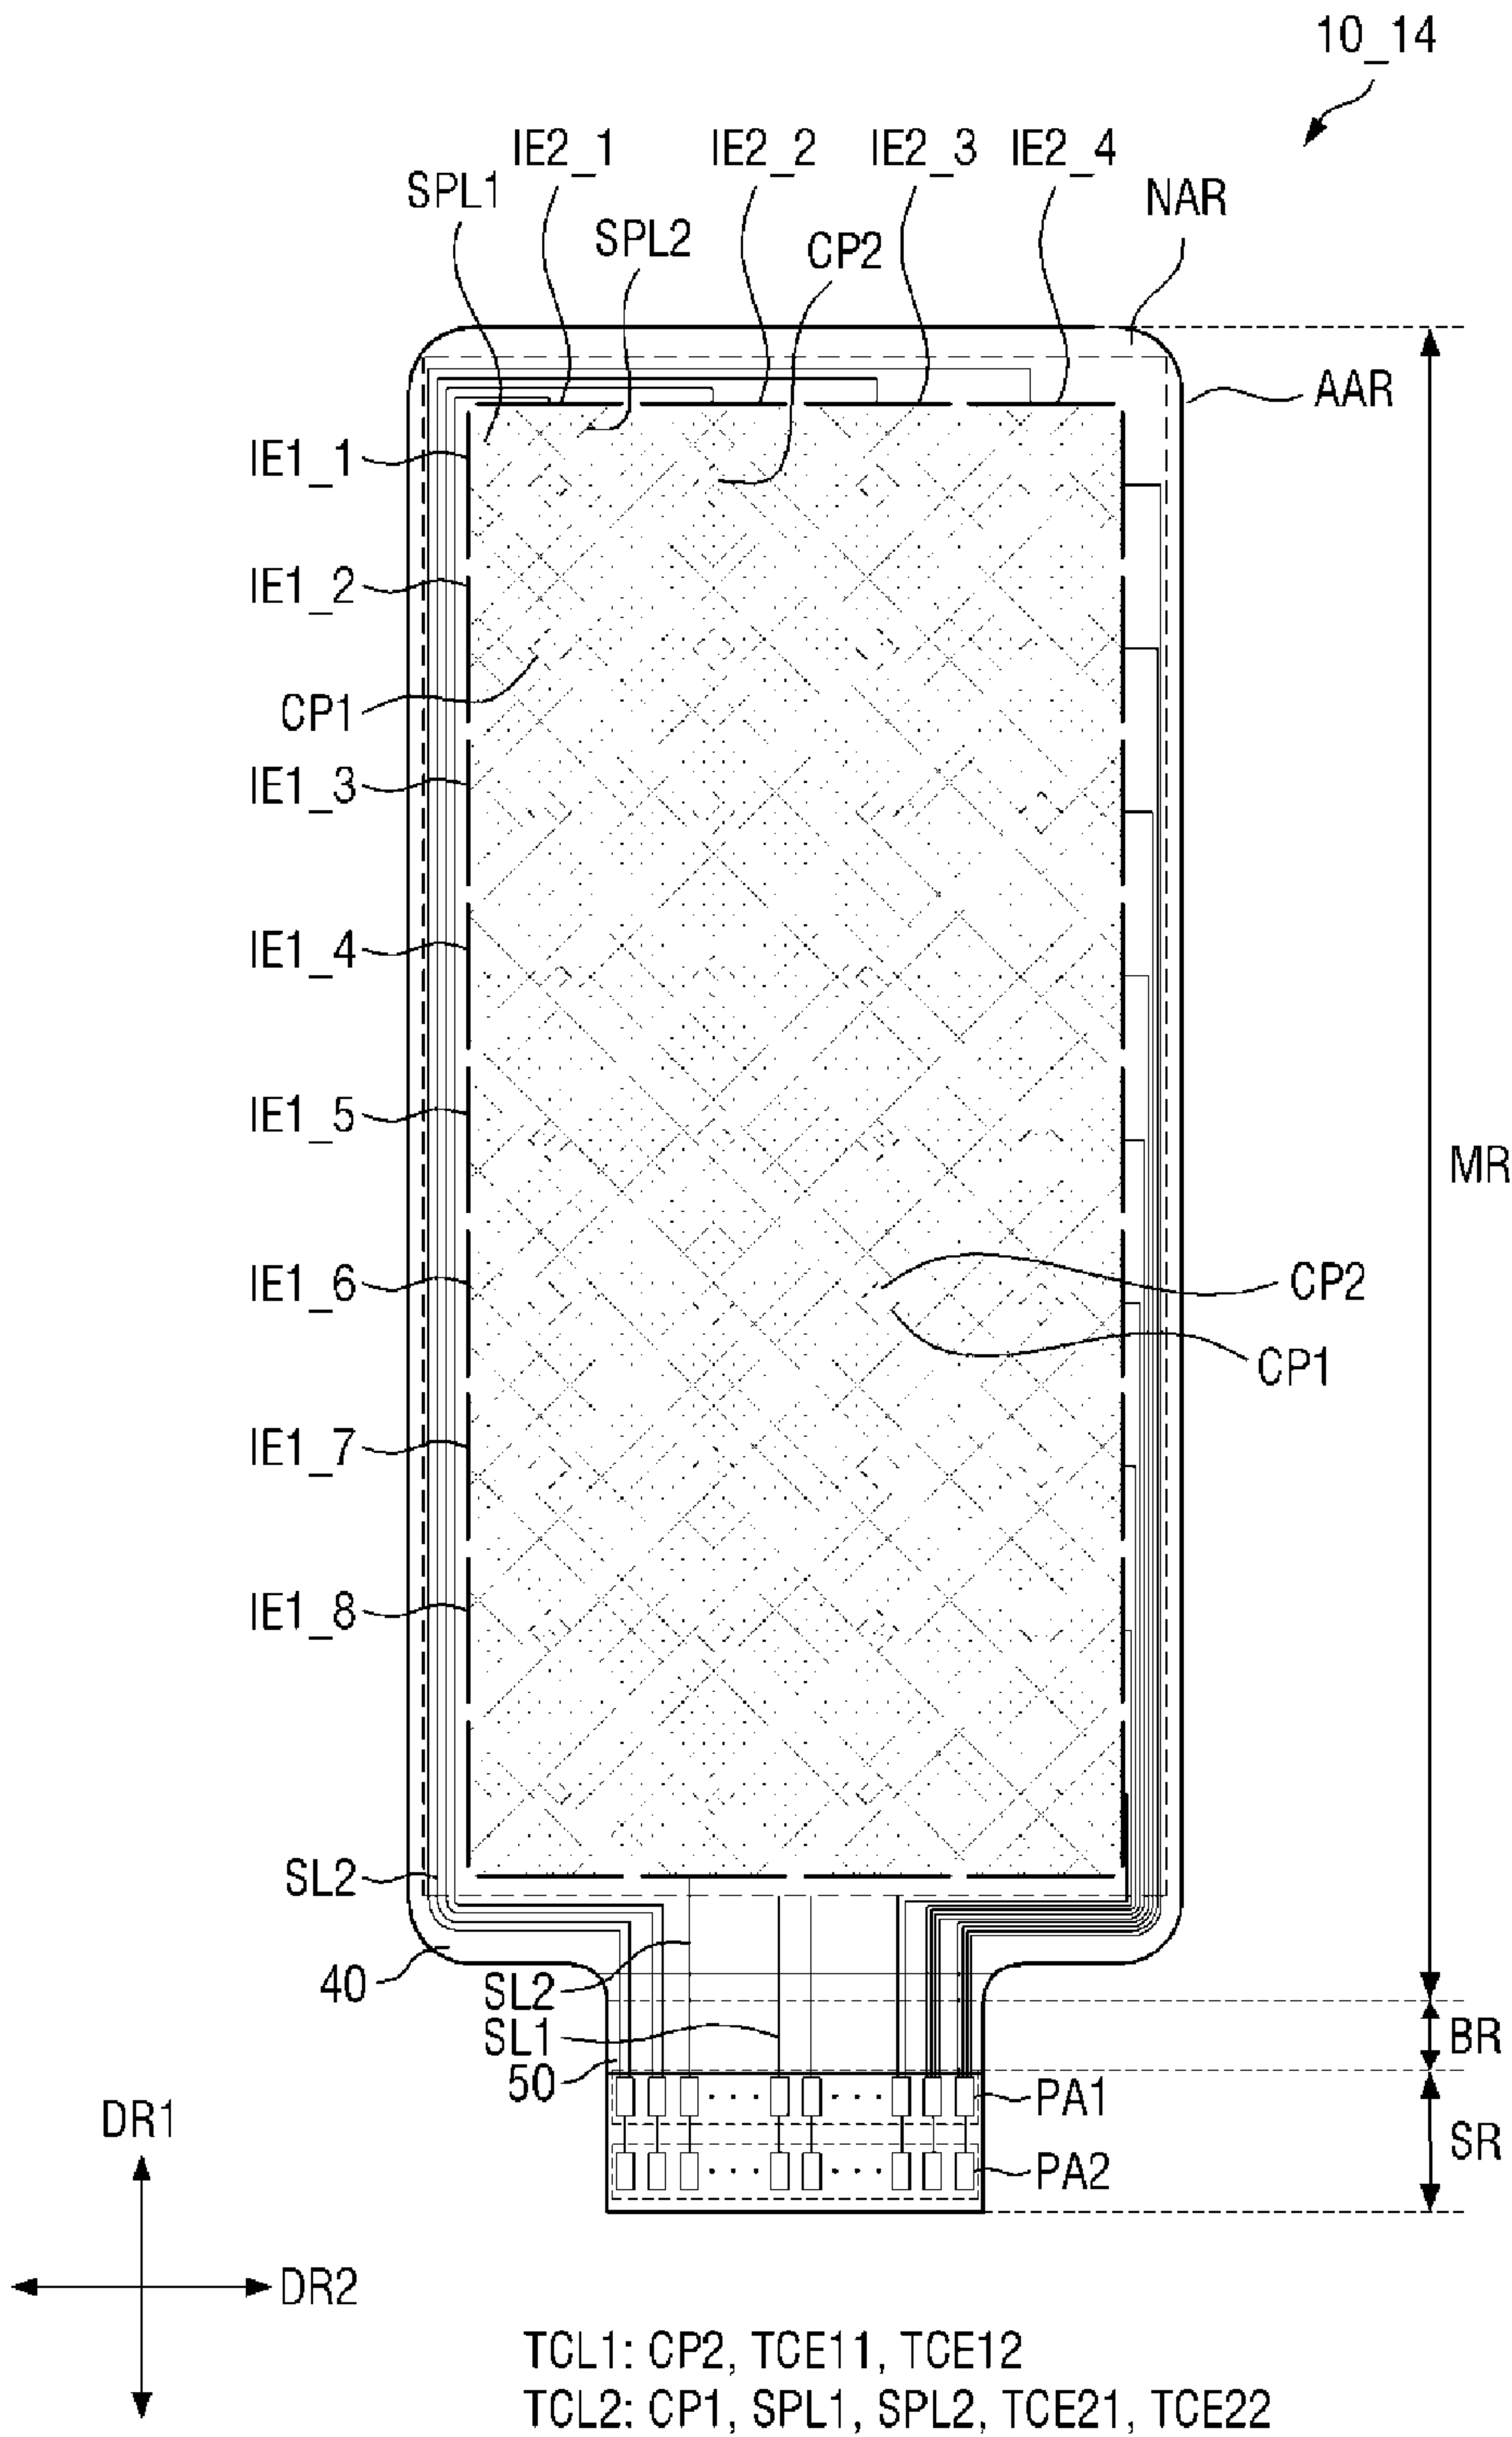 10_14
IE2_1
IE2_2
IE2_3
IE2_4
SPL1
SPL2
CP2
NAR
AAR
IE1_1
IE1_2
CP1
IE1_3
IE1_4
IE1_5
MR
IE1_6
CP2
CP1
IE1_7
IE1_8
SL2
40
SL2
SL1
50
BR
PA1
SR
PA2
DR1
DR2
TCL1: CP2, TCE11, TCE12
TCL2: CP1, SPL1, SPL2, TCE21, TCE22